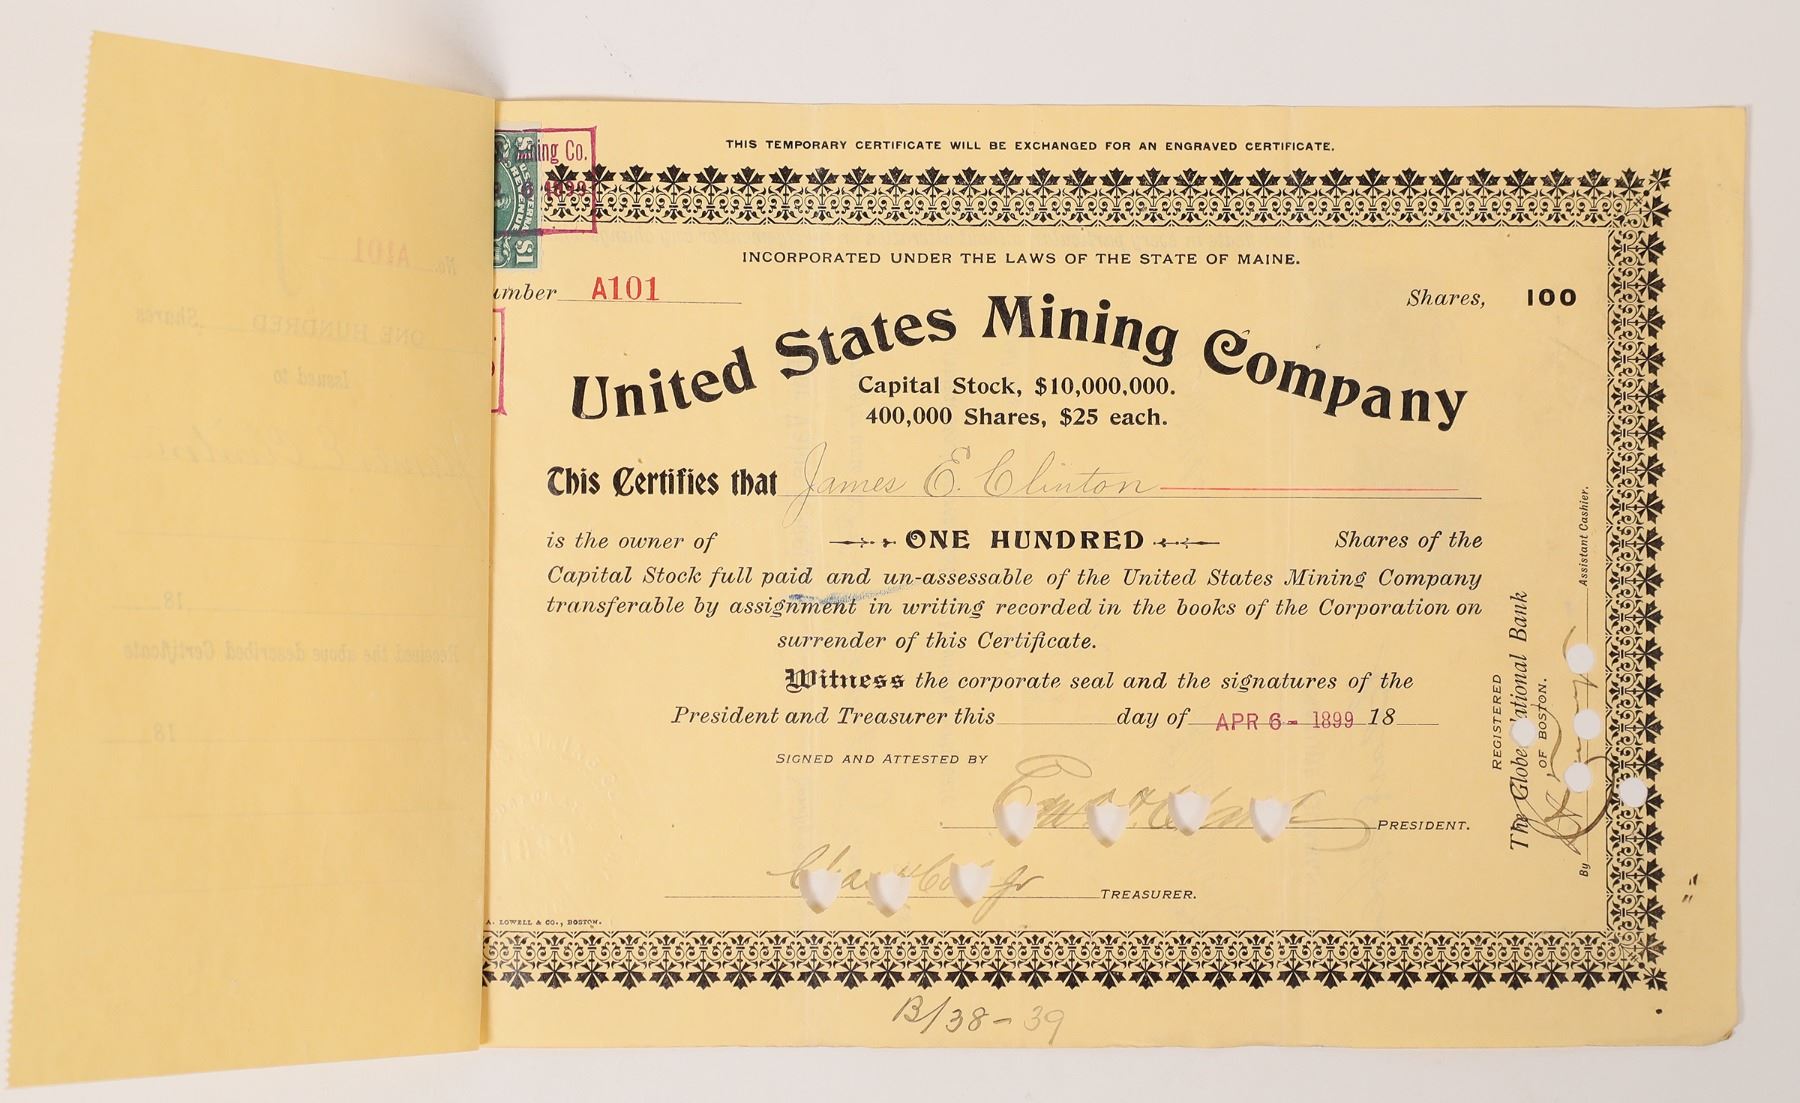 THIS TEMPORARY CERTIFICATE WILL BE EXCHANGED FOR AN ENGRAVED CERTIFICATE.
ning Co.
6 1899
$1
INCORPORATED UNDER THE LAWS OF THE STATE OF MAINE.
umber A101
Shares, 100
United States Mining Company
Capital Stock, $10,000,000.
400,000 Shares, $25 each.
This Certifies that James E. Clinton
is the owner of ONE HUNDRED Shares of the
Capital Stock full paid and un-assessable of the United States Mining Company
transferable by assignment in writing recorded in the books of the Corporation on
surrender of this Certificate.
Witness the corporate seal and the signatures of the
President and Treasurer this day of APR 6 - 1899 18
SIGNED AND ATTESTED BY
PRESIDENT.
TREASURER.
A. LOWELL & CO., BOSTON.
REGISTERED
The Globe National Bank
OF BOSTON.
By Assistant Cashier.
B/38-39
No. A101
ONE HUNDRED Shares
Issued to
James E Clinton
18
Received the above described Certificate
18